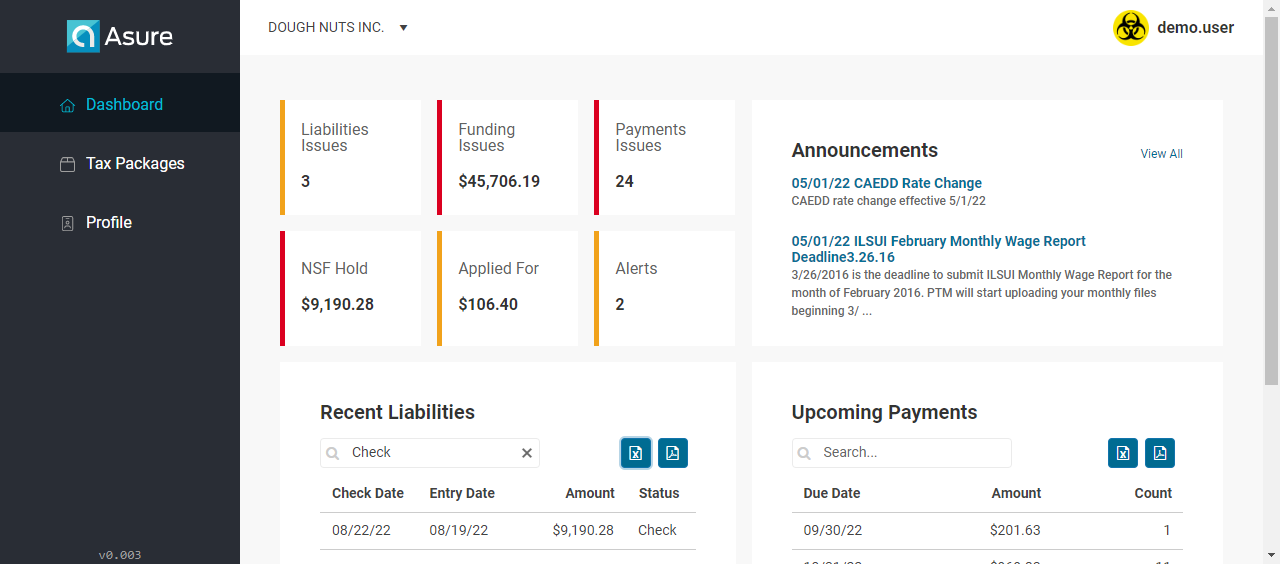 Asure
DOUGH NUTS INC.
demo.user
Dashboard
Tax Packages
Profile
v0.003
Liabilities
Issues
3
Funding
Issues
$45,706.19
Payments
Issues
24
NSF Hold
$9,190.28
Applied For
$106.40
Alerts
2
Announcements
View All
05/01/22 CAEDD Rate Change
CAEDD rate change effective 5/1/22
05/01/22 ILSUI February Monthly Wage Report
Deadline3.26.16
3/26/2016 is the deadline to submit ILSUI Monthly Wage Report for the
month of February 2016. PTM will start uploading your monthly files
beginning 3/ ...
Recent Liabilities
Check
Check Date Entry Date Amount Status
08/22/22 08/19/22 $9,190.28 Check
Upcoming Payments
Search...
Due Date Amount Count
09/30/22 $201.63 1